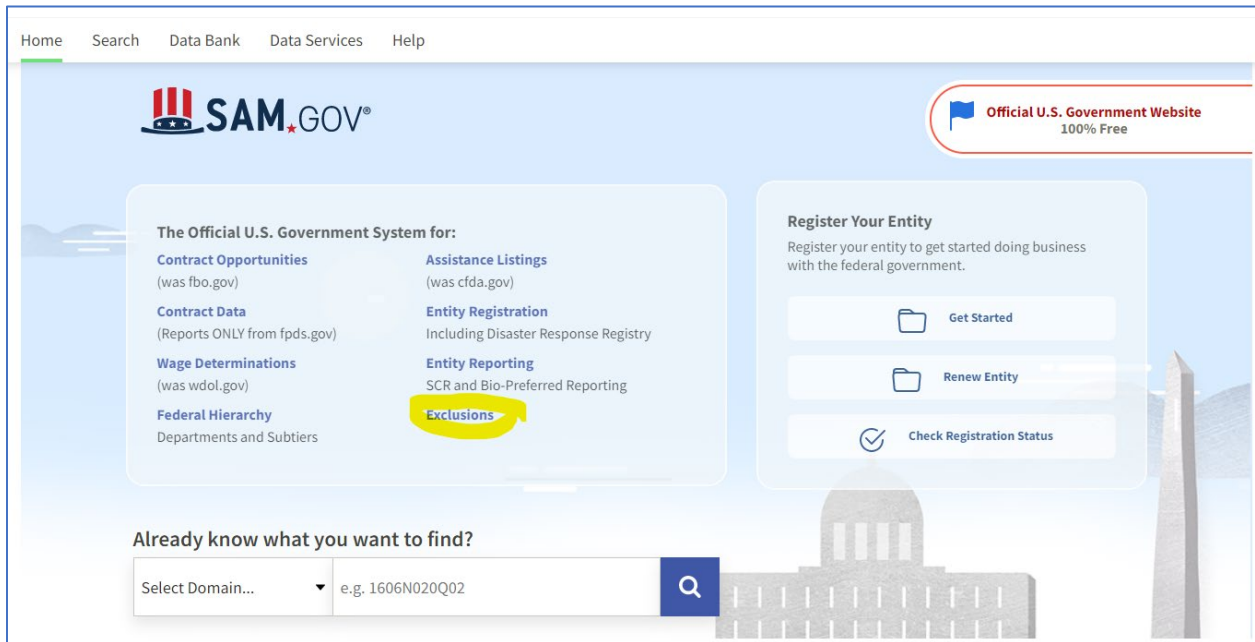 Home Search Data Bank Data Services Help
SAM.GOV®
Official U.S. Government Website
100% Free
The Official U.S. Government System for:
Contract Opportunities
(was fbo.gov)
Contract Data
(Reports ONLY from fpds.gov)
Wage Determinations
(was wdol.gov)
Federal Hierarchy
Departments and Subtiers
Assistance Listings
(was cfda.gov)
Entity Registration
Including Disaster Response Registry
Entity Reporting
SCR and Bio-Preferred Reporting
Exclusions
Register Your Entity
Register your entity to get started doing business
with the federal government.
Get Started
Renew Entity
Check Registration Status
Already know what you want to find?
Select Domain... e.g. 1606N020Q02